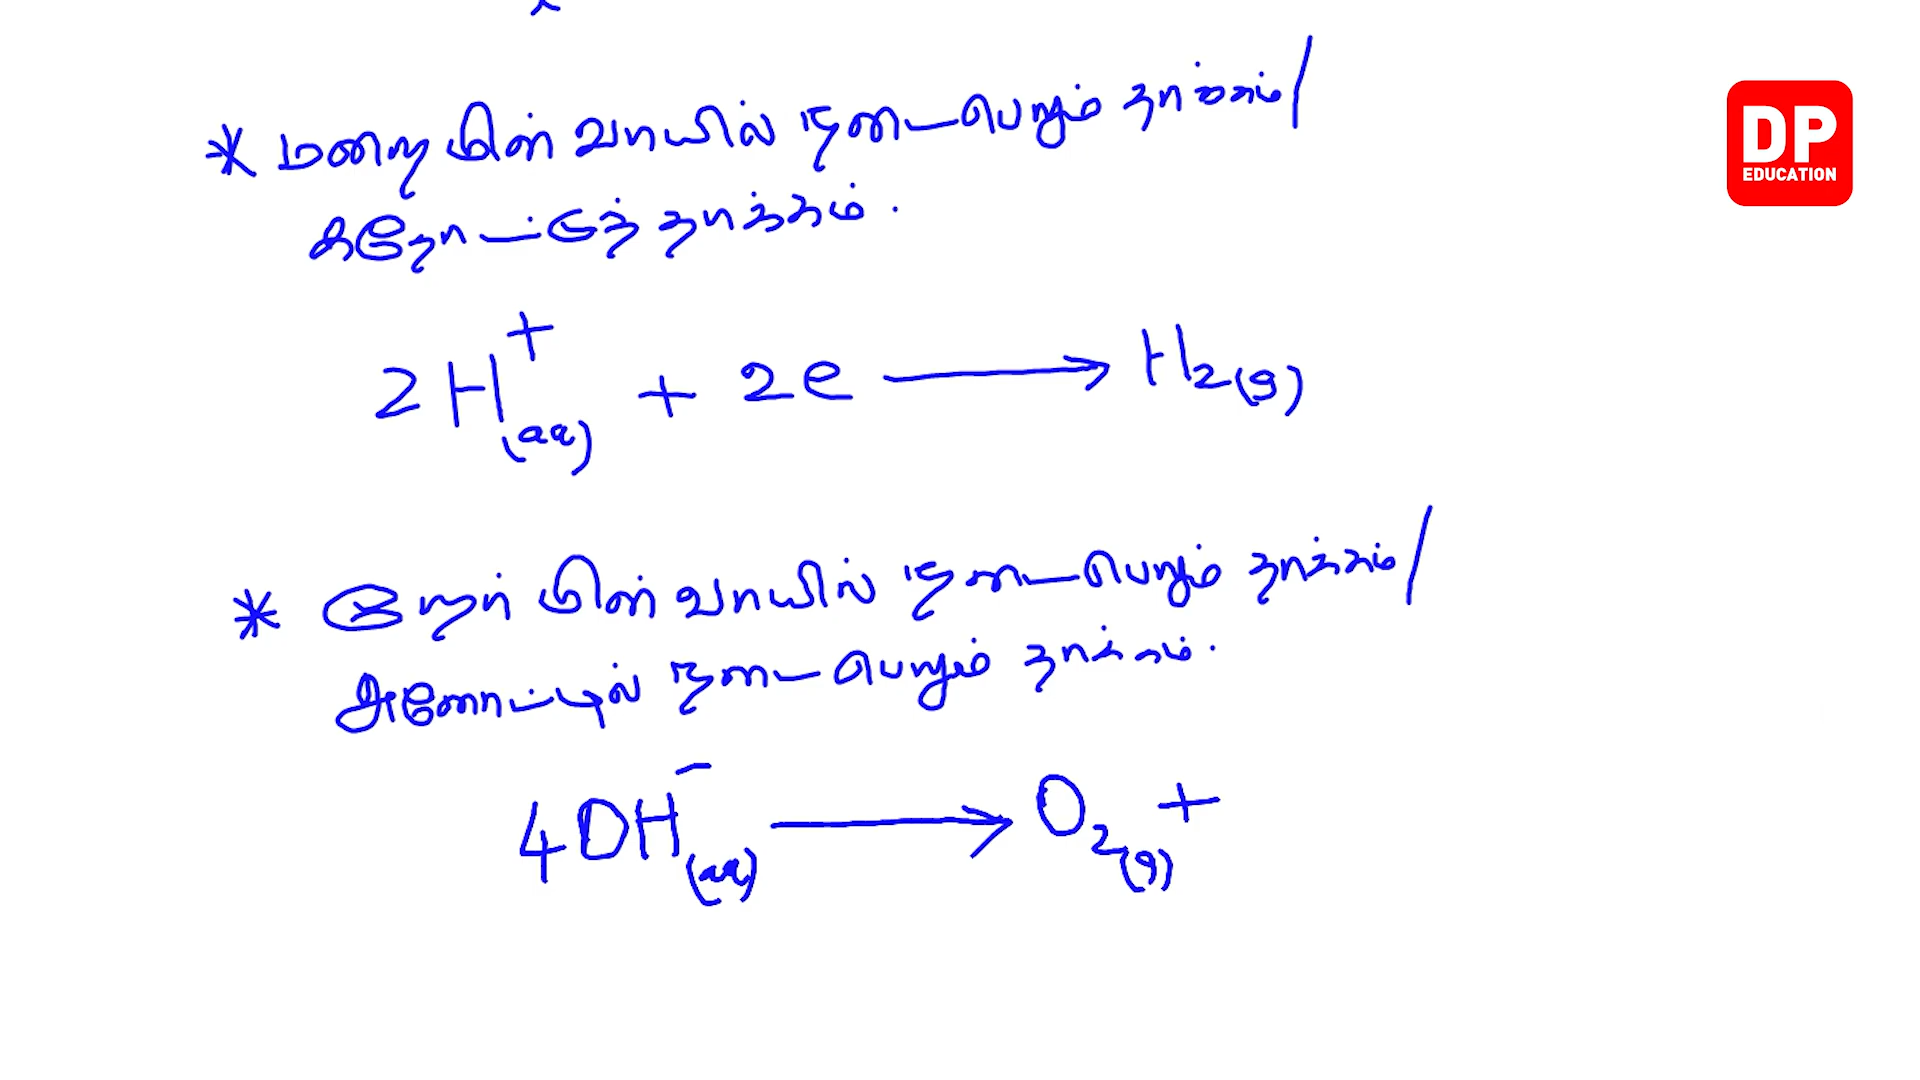 * மறை மின் வாயில் நடைபெறும் தாக்கம்/
கதோட்டுத் தாக்கம்.
2H⁺(aq) + 2e → H₂(g)
* நேர் மின் வாயில் நடைபெறும் தாக்கம்/
அனோட்டில் நடைபெறும் தாக்கம்.
4OH⁻(aq) → O₂(g) +
DP
EDUCATION